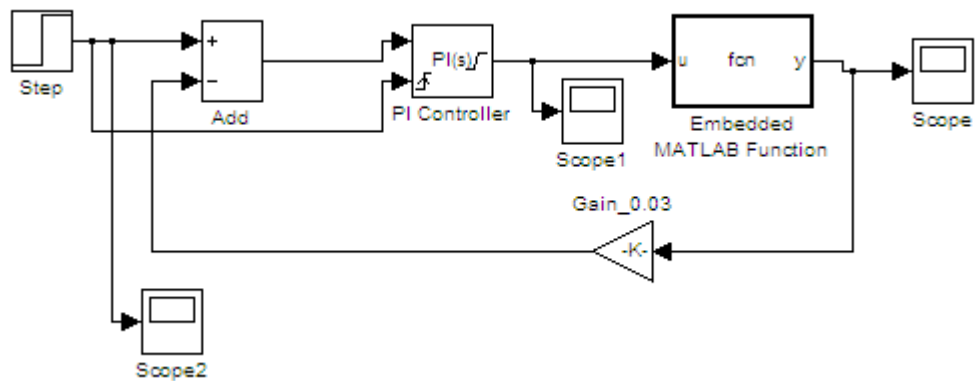 +
−
Step
Add
PI(s)
PI Controller
Scope1
u fcn y
Embedded
MATLAB Function
Scope
Gain_0.03
-K-
Scope2